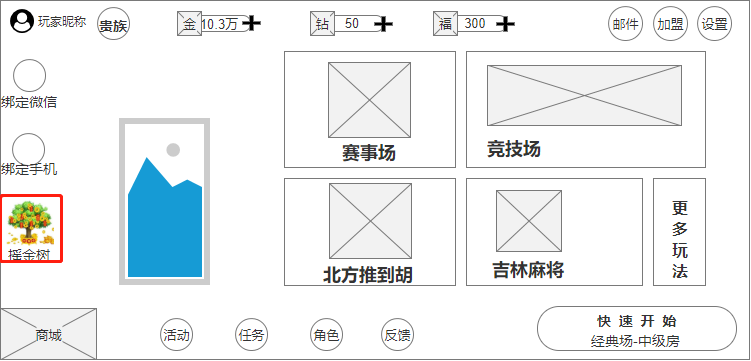 玩家昵称
贵族
金 10.3万
钻 50
福 300
邮件
加盟
设置
绑定微信
绑定手机
摇金树
赛事场
竞技场
北方推到胡
吉林麻将
更多玩法
商城
活动
任务
角色
反馈
快速开始
经典场-中级房